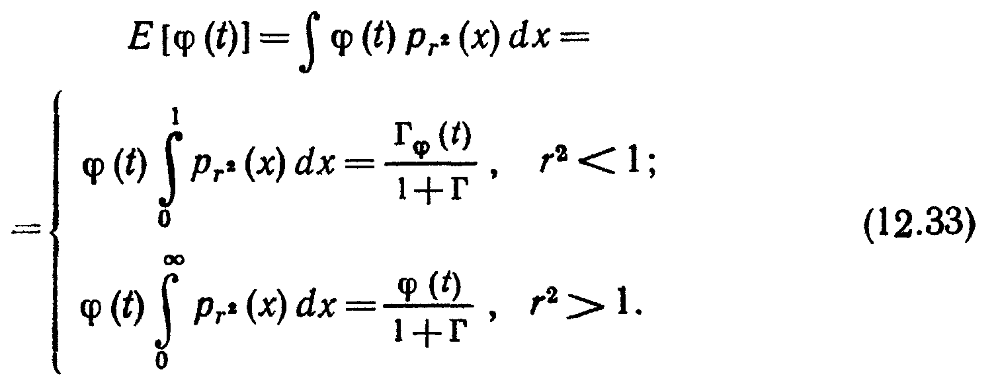 E [φ (t)] = ∫ φ (t) p_{r²} (x) dx =
= { φ (t) ∫_0^1 p_{r²} (x) dx = Γ_φ (t) / (1 + Γ) , r² < 1;
φ (t) ∫_0^∞ p_{r²} (x) dx = φ (t) / (1 + Γ) , r² > 1.
(12.33)